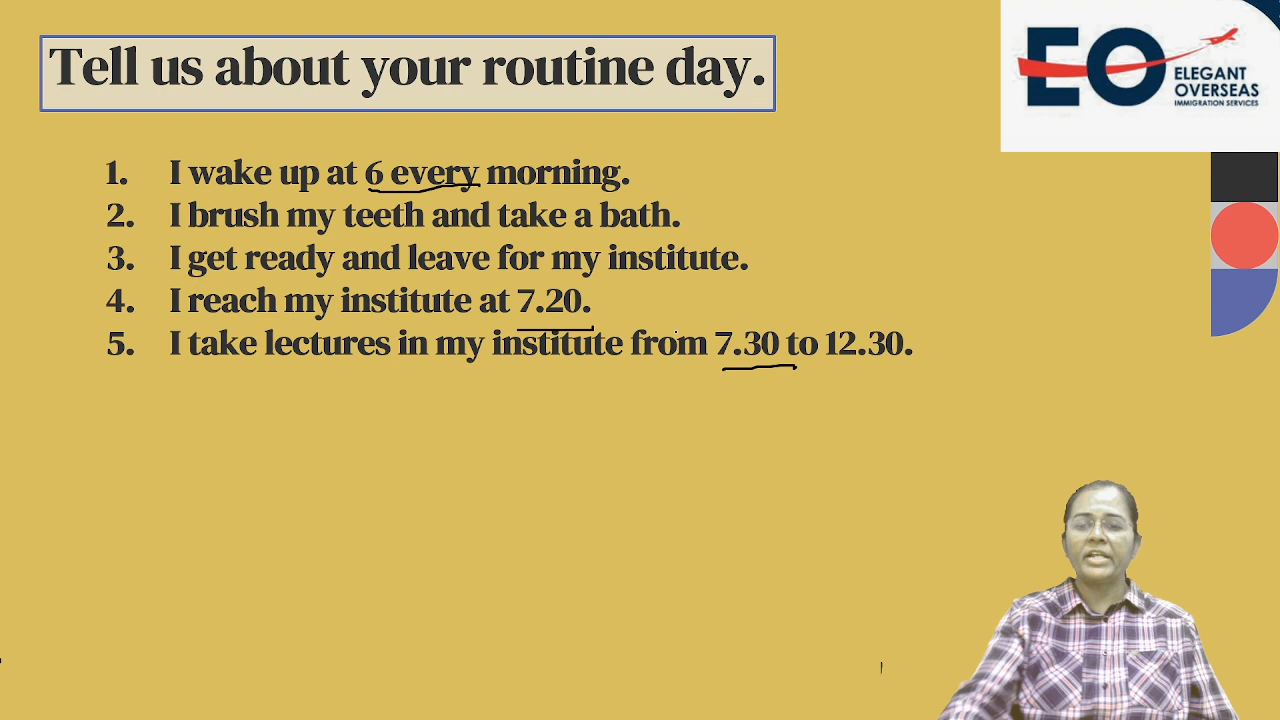 Tell us about your routine day.
EO ELEGANT
OVERSEAS
IMMIGRATION SERVICES
1. I wake up at 6 every morning.
2. I brush my teeth and take a bath.
3. I get ready and leave for my institute.
4. I reach my institute at 7.20.
5. I take lectures in my institute from 7.30 to 12.30.